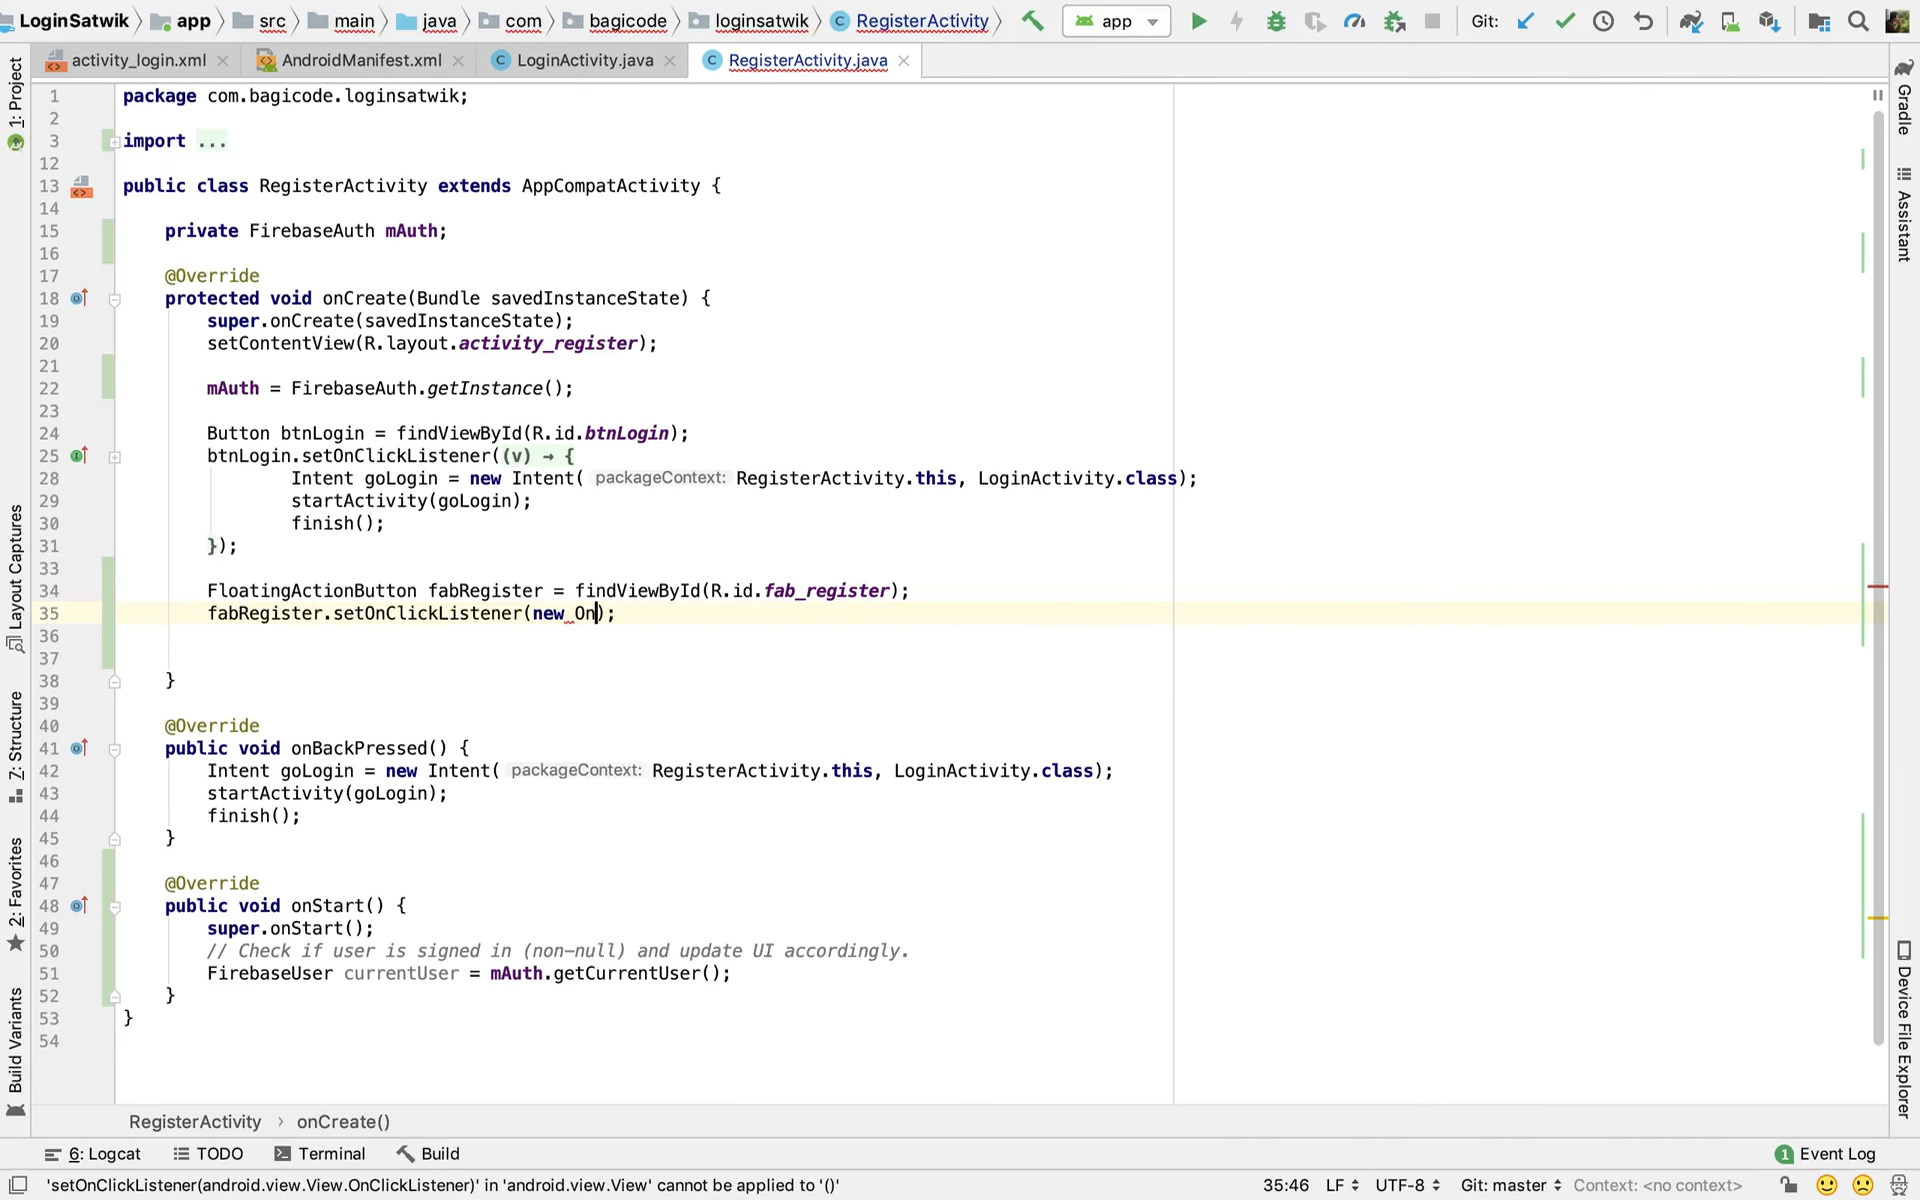 LoginSatwik app src main java com bagicode loginsatwik RegisterActivity app Git:
activity_login.xml AndroidManifest.xml LoginActivity.java RegisterActivity.java
1 package com.bagicode.loginsatwik;
2
3 import ...
12
13 public class RegisterActivity extends AppCompatActivity {
14
15 private FirebaseAuth mAuth;
16
17 @Override
18 protected void onCreate(Bundle savedInstanceState) {
19 super.onCreate(savedInstanceState);
20 setContentView(R.layout.activity_register);
21
22 mAuth = FirebaseAuth.getInstance();
23
24 Button btnLogin = findViewById(R.id.btnLogin);
25 btnLogin.setOnClickListener((v) → {
28 Intent goLogin = new Intent( packageContext: RegisterActivity.this, LoginActivity.class);
29 startActivity(goLogin);
30 finish();
31 });
33
34 FloatingActionButton fabRegister = findViewById(R.id.fab_register);
35 fabRegister.setOnClickListener(new On);
36
37
38 }
39
40 @Override
41 public void onBackPressed() {
42 Intent goLogin = new Intent( packageContext: RegisterActivity.this, LoginActivity.class);
43 startActivity(goLogin);
44 finish();
45 }
46
47 @Override
48 public void onStart() {
49 super.onStart();
50 // Check if user is signed in (non-null) and update UI accordingly.
51 FirebaseUser currentUser = mAuth.getCurrentUser();
52 }
53 }
54
1: Project
Layout Captures
7: Structure
2: Favorites
Build Variants
Gradle
Assistant
Device File Explorer
RegisterActivity › onCreate()
6: Logcat TODO Terminal Build 1 Event Log
'setOnClickListener(android.view.View.OnClickListener)' in 'android.view.View' cannot be applied to '()' 35:46 LF UTF-8 Git: master Context: <no context>